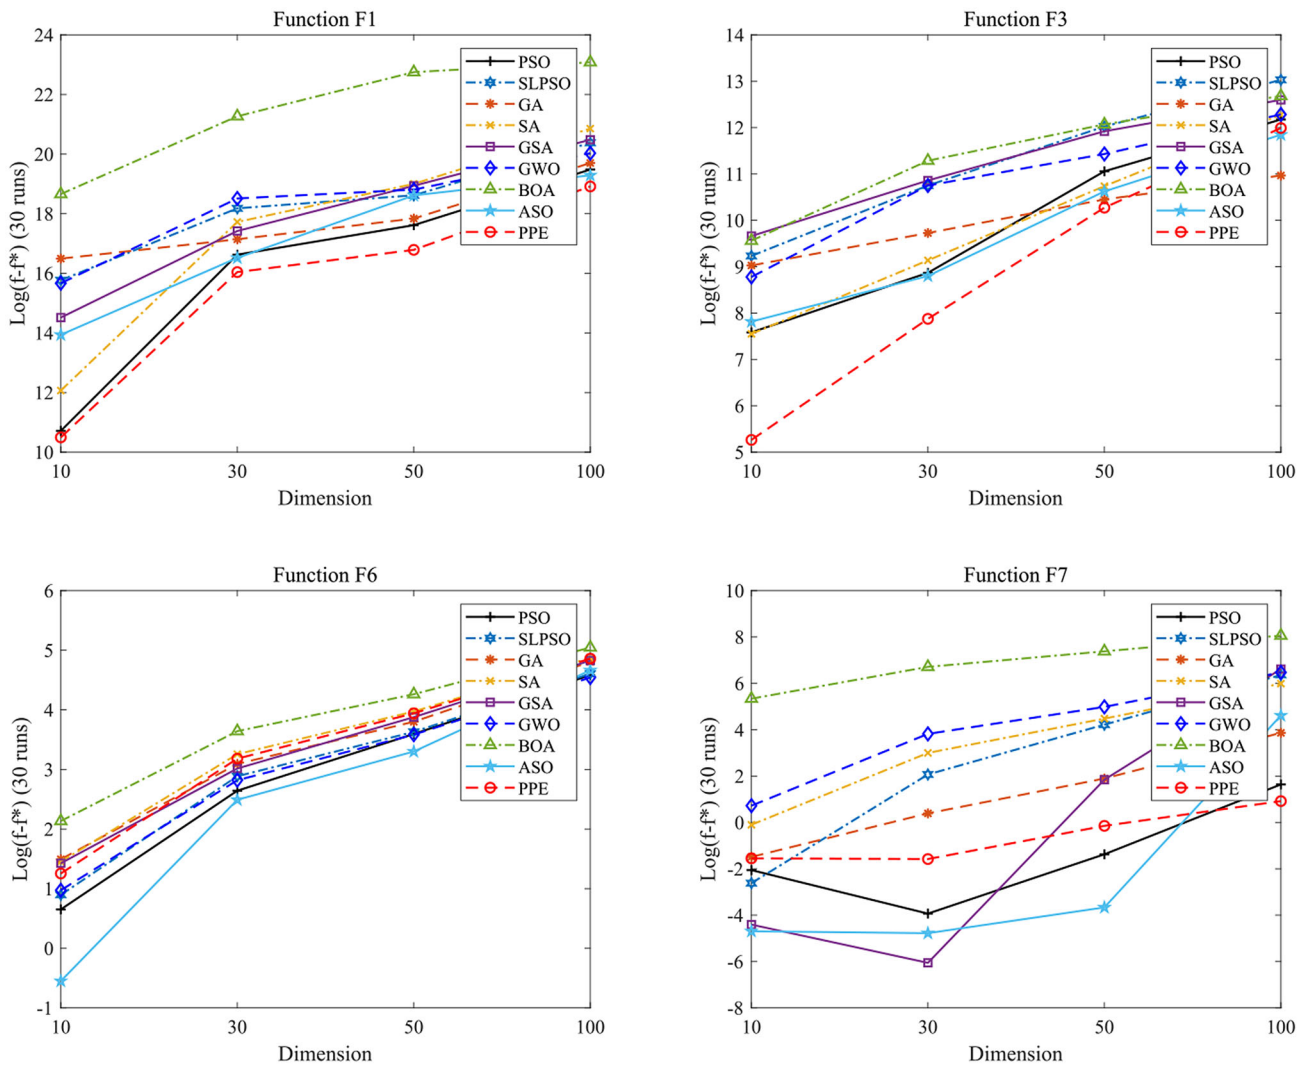 Function F1
24
22
20
18
16
14
12
10
Log(f-f*) (30 runs)
10 30 50 100
Dimension
PSO
SLPSO
GA
SA
GSA
GWO
BOA
ASO
PPE
Function F3
14
13
12
11
10
9
8
7
6
5
Log(f-f*) (30 runs)
10 30 50 100
Dimension
PSO
SLPSO
GA
SA
GSA
GWO
BOA
ASO
PPE
Function F6
6
5
4
3
2
1
0
-1
Log(f-f*) (30 runs)
10 30 50 100
Dimension
PSO
SLPSO
GA
SA
GSA
GWO
BOA
ASO
PPE
Function F7
10
8
6
4
2
0
-2
-4
-6
-8
Log(f-f*) (30 runs)
10 30 50 100
Dimension
PSO
SLPSO
GA
SA
GSA
GWO
BOA
ASO
PPE